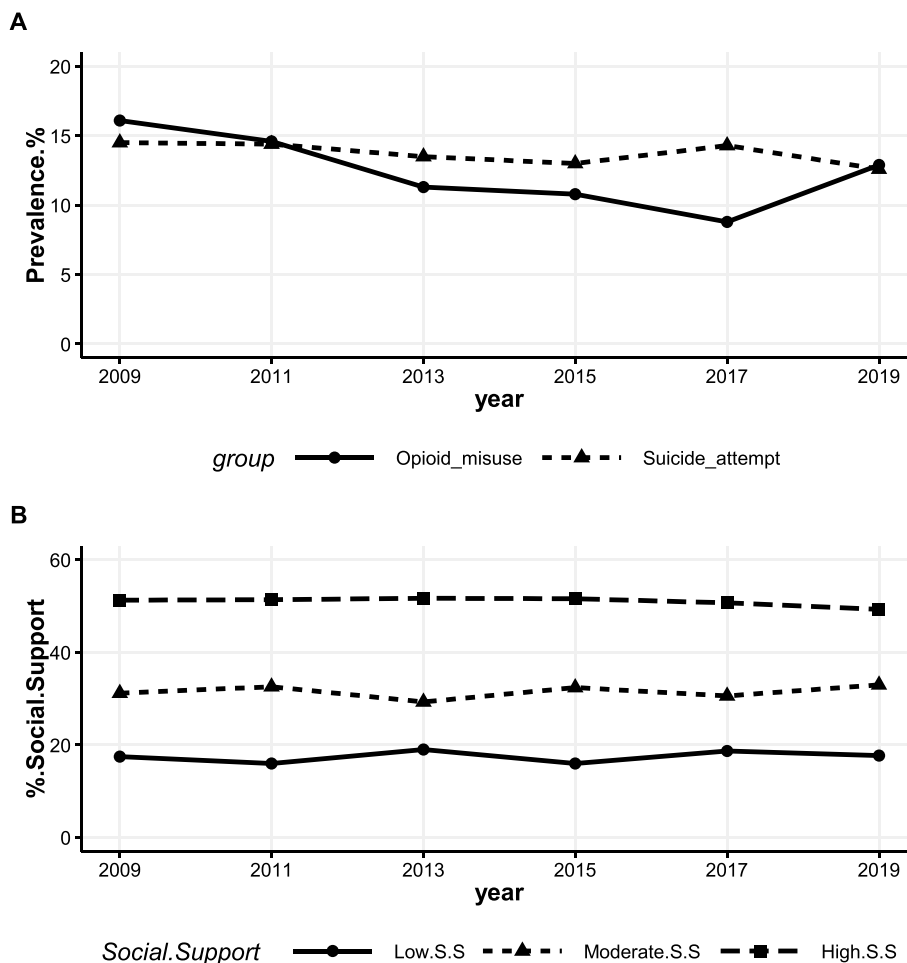 A
Prevalence.%
20
15
10
5
0
2009 2011 2013 2015 2017 2019
year
group Opioid_misuse Suicide_attempt
B
%.Social.Support
60
40
20
0
2009 2011 2013 2015 2017 2019
year
Social.Support Low.S.S Moderate.S.S High.S.S